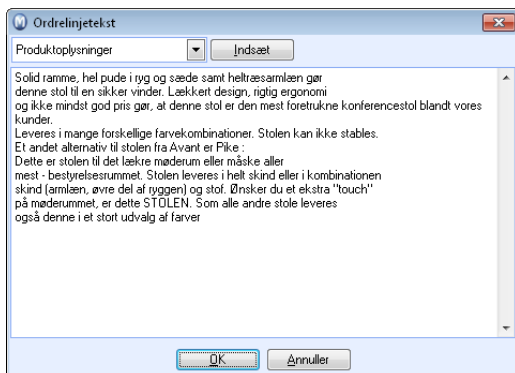 Ordrelinjetekst
Produktoplysninger Indsæt
Solid ramme, hel pude i ryg og sæde samt heltræsarmlæn gør
denne stol til en sikker vinder. Lækkert design, rigtig ergonomi
og ikke mindst god pris gør, at denne stol er den mest foretrukne konferencestol blandt vores
kunder.
Leveres i mange forskellige farvekombinationer. Stolen kan ikke stables.
Et andet alternativ til stolen fra Avant er Pike :
Dette er stolen til det lækre møderum eller måske aller
mest - bestyrelsesrummet. Stolen leveres i helt skind eller i kombinationen
skind (armlæn, øvre del af ryggen) og stof. Ønsker du et ekstra "touch"
på møderummet, er dette STOLEN. Som alle andre stole leveres
også denne i et stort udvalg af farver
OK Annuller